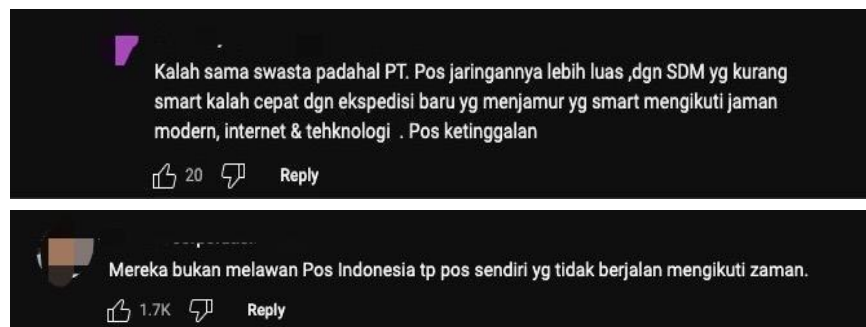 Kalah sama swasta padahal PT. Pos jaringannya lebih luas ,dgn SDM yg kurang
smart kalah cepat dgn ekspedisi baru yg menjamur yg smart mengikuti jaman
modern, internet & tehknologi . Pos ketinggalan
20 Reply
Mereka bukan melawan Pos Indonesia tp pos sendiri yg tidak berjalan mengikuti zaman.
1.7K Reply